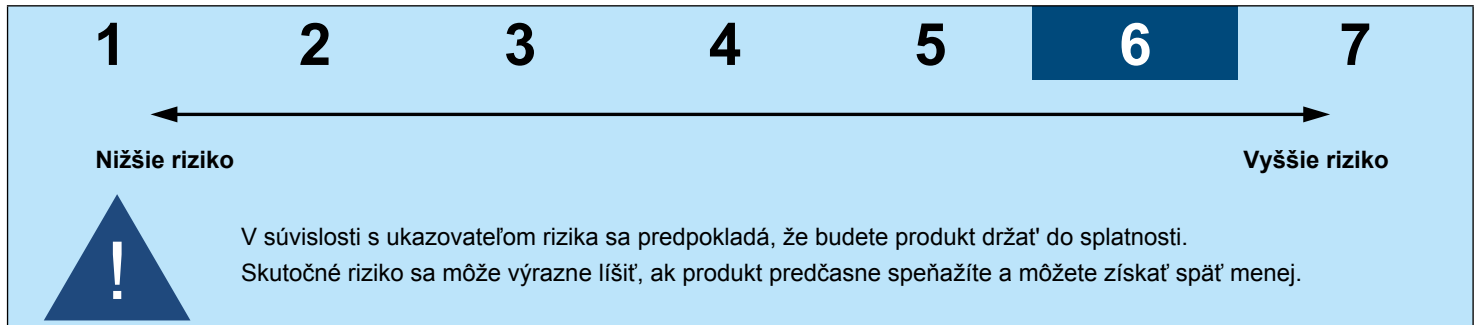 1 2 3 4 5 6 7
Nižšie riziko Vyššie riziko
!
V súvislosti s ukazovateľom rizika sa predpokladá, že budete produkt držat' do splatnosti.
Skutočné riziko sa môže výrazne líšiť, ak produkt predčasne speňažíte a môžete získať späť menej.